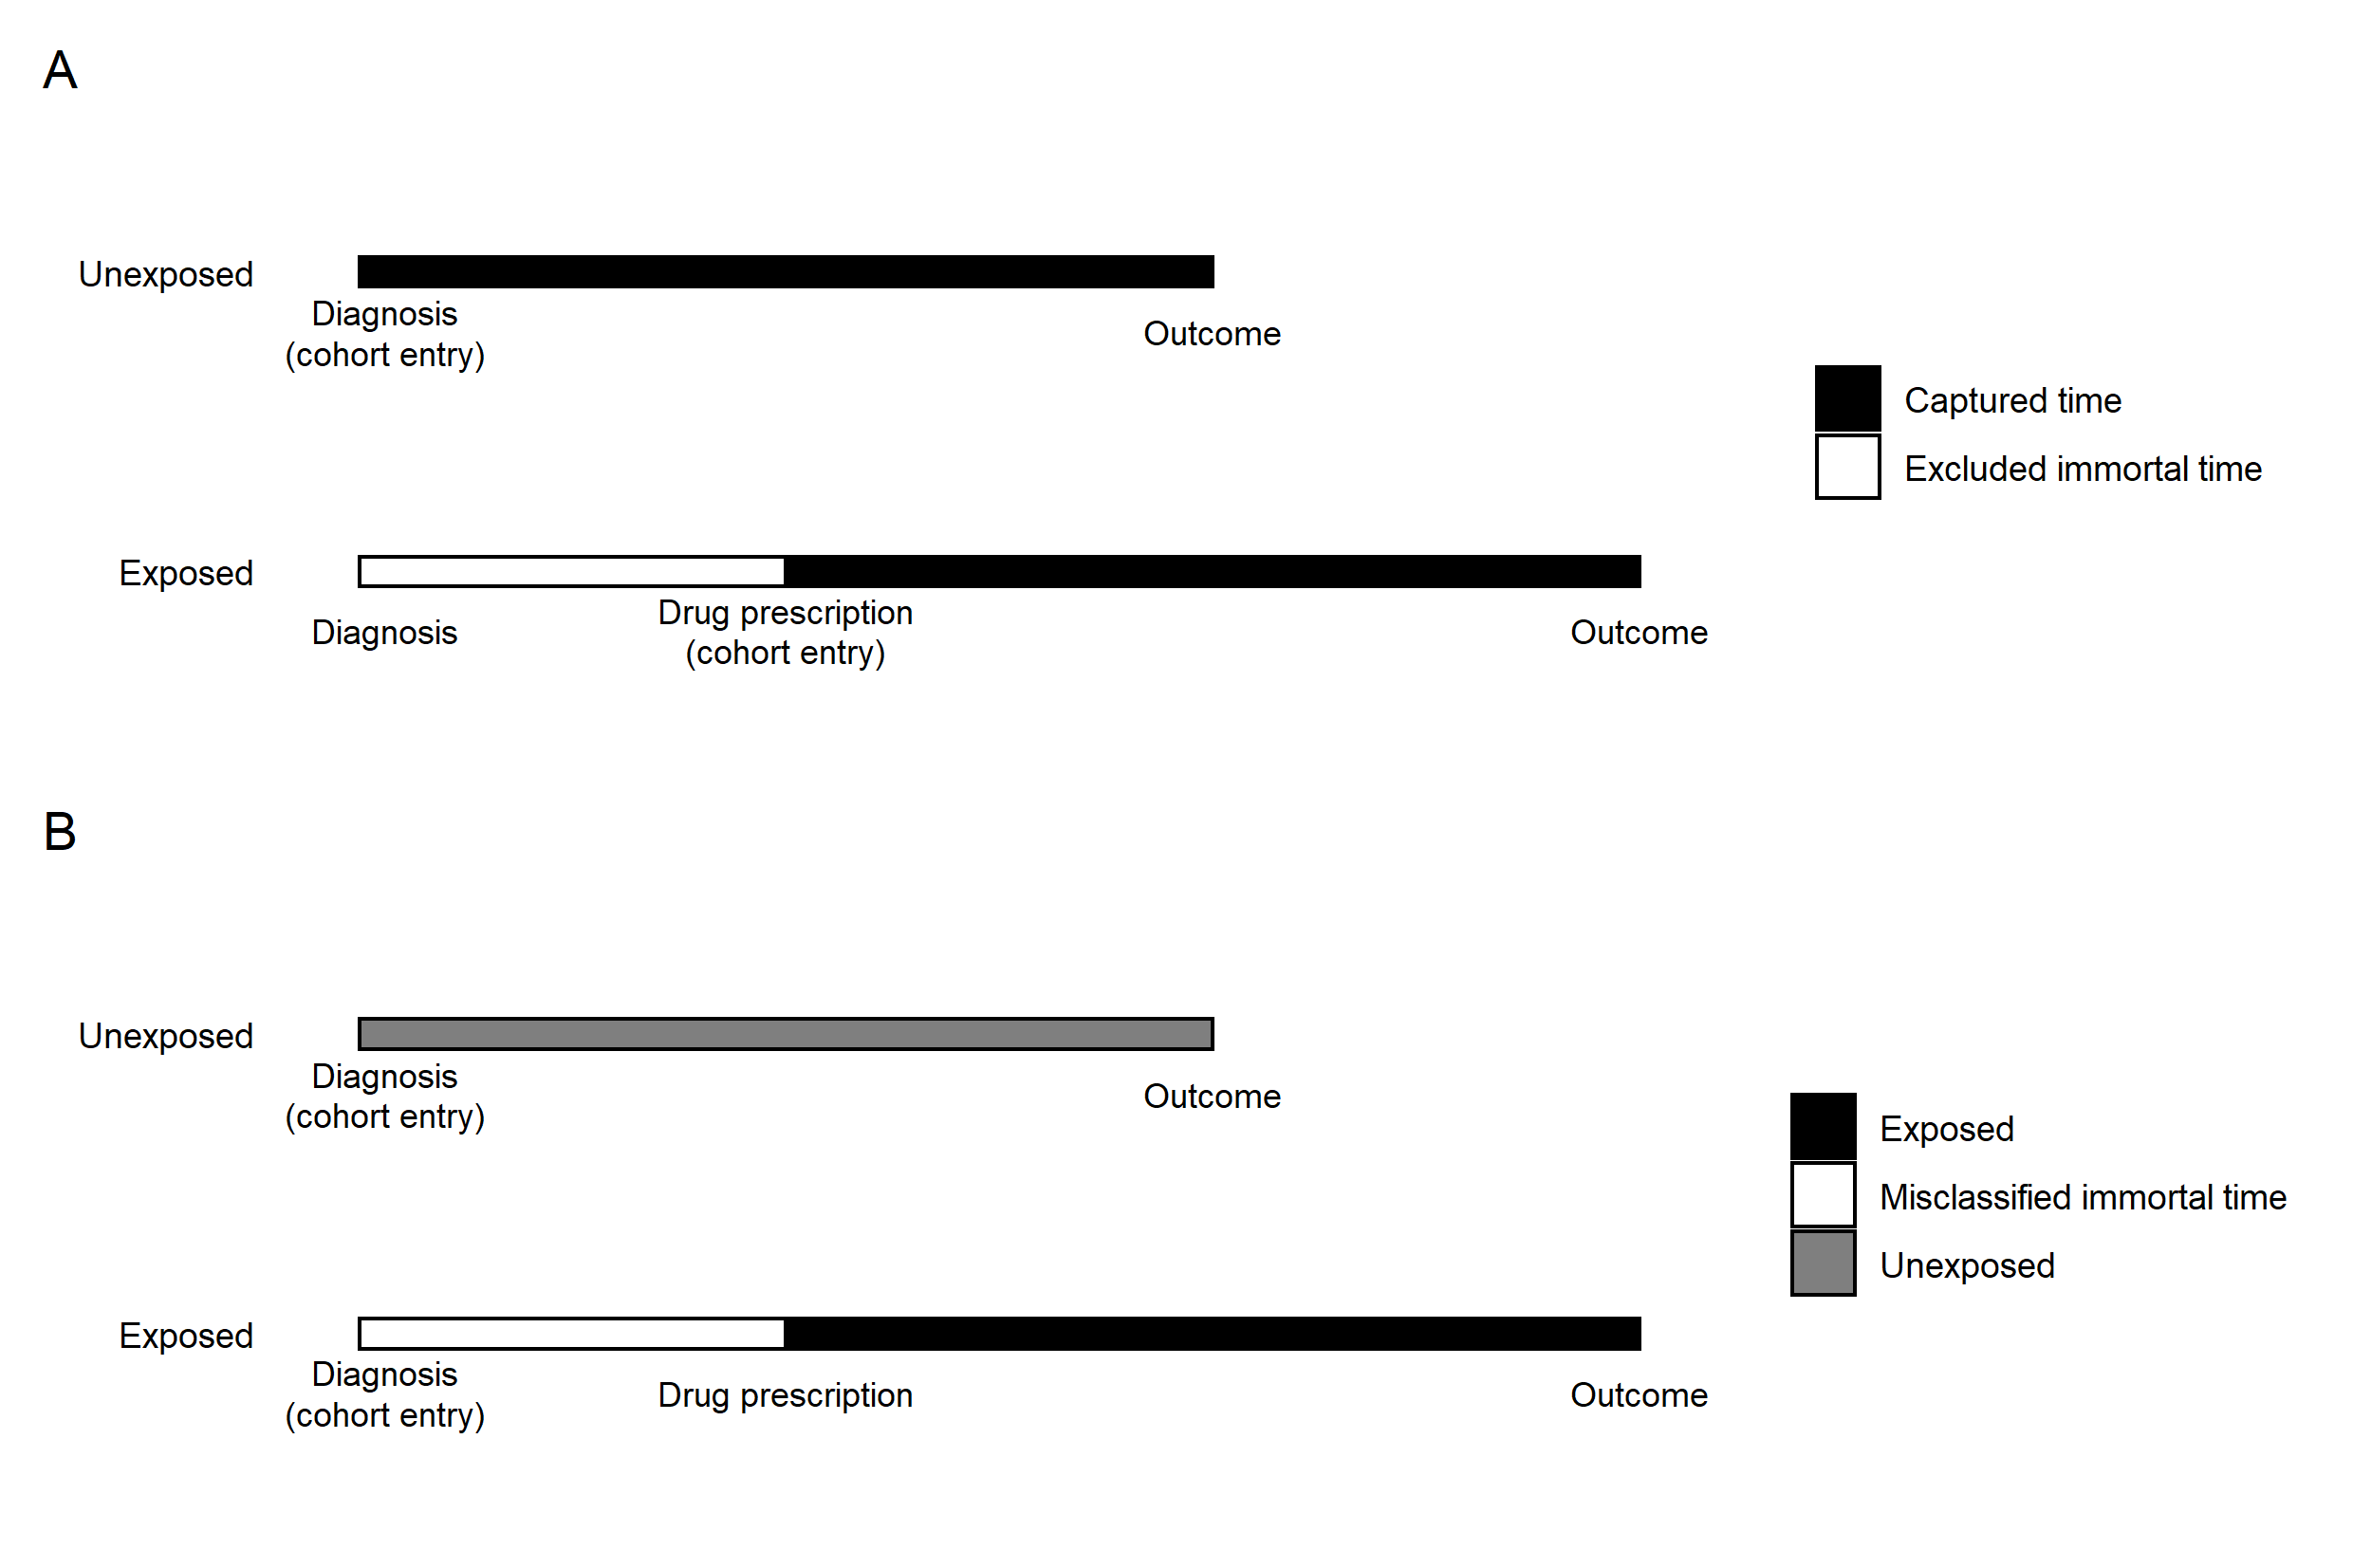 A
Unexposed
Diagnosis
(cohort entry)
Outcome
Captured time
Excluded immortal time
Exposed
Diagnosis
Drug prescription
(cohort entry)
Outcome
B
Unexposed
Diagnosis
(cohort entry)
Outcome
Exposed
Misclassified immortal time
Unexposed
Exposed
Diagnosis
(cohort entry)
Drug prescription
Outcome